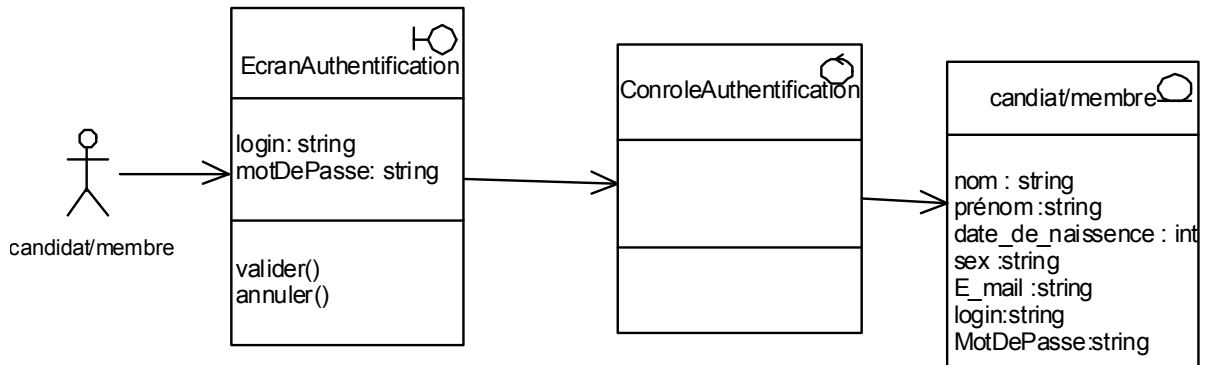 candidat/membre
EcranAuthentification
login: string
motDePasse: string
valider()
annuler()
ConroleAuthentification
candiat/membre
nom : string
prénom :string
date_de_naissence : int
sex :string
E_mail :string
login:string
MotDePasse:string